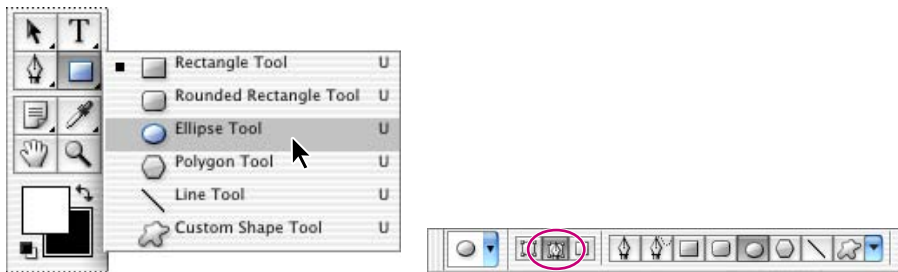 T
Rectangle Tool U
Rounded Rectangle Tool U
Ellipse Tool U
Polygon Tool U
Line Tool U
Custom Shape Tool U